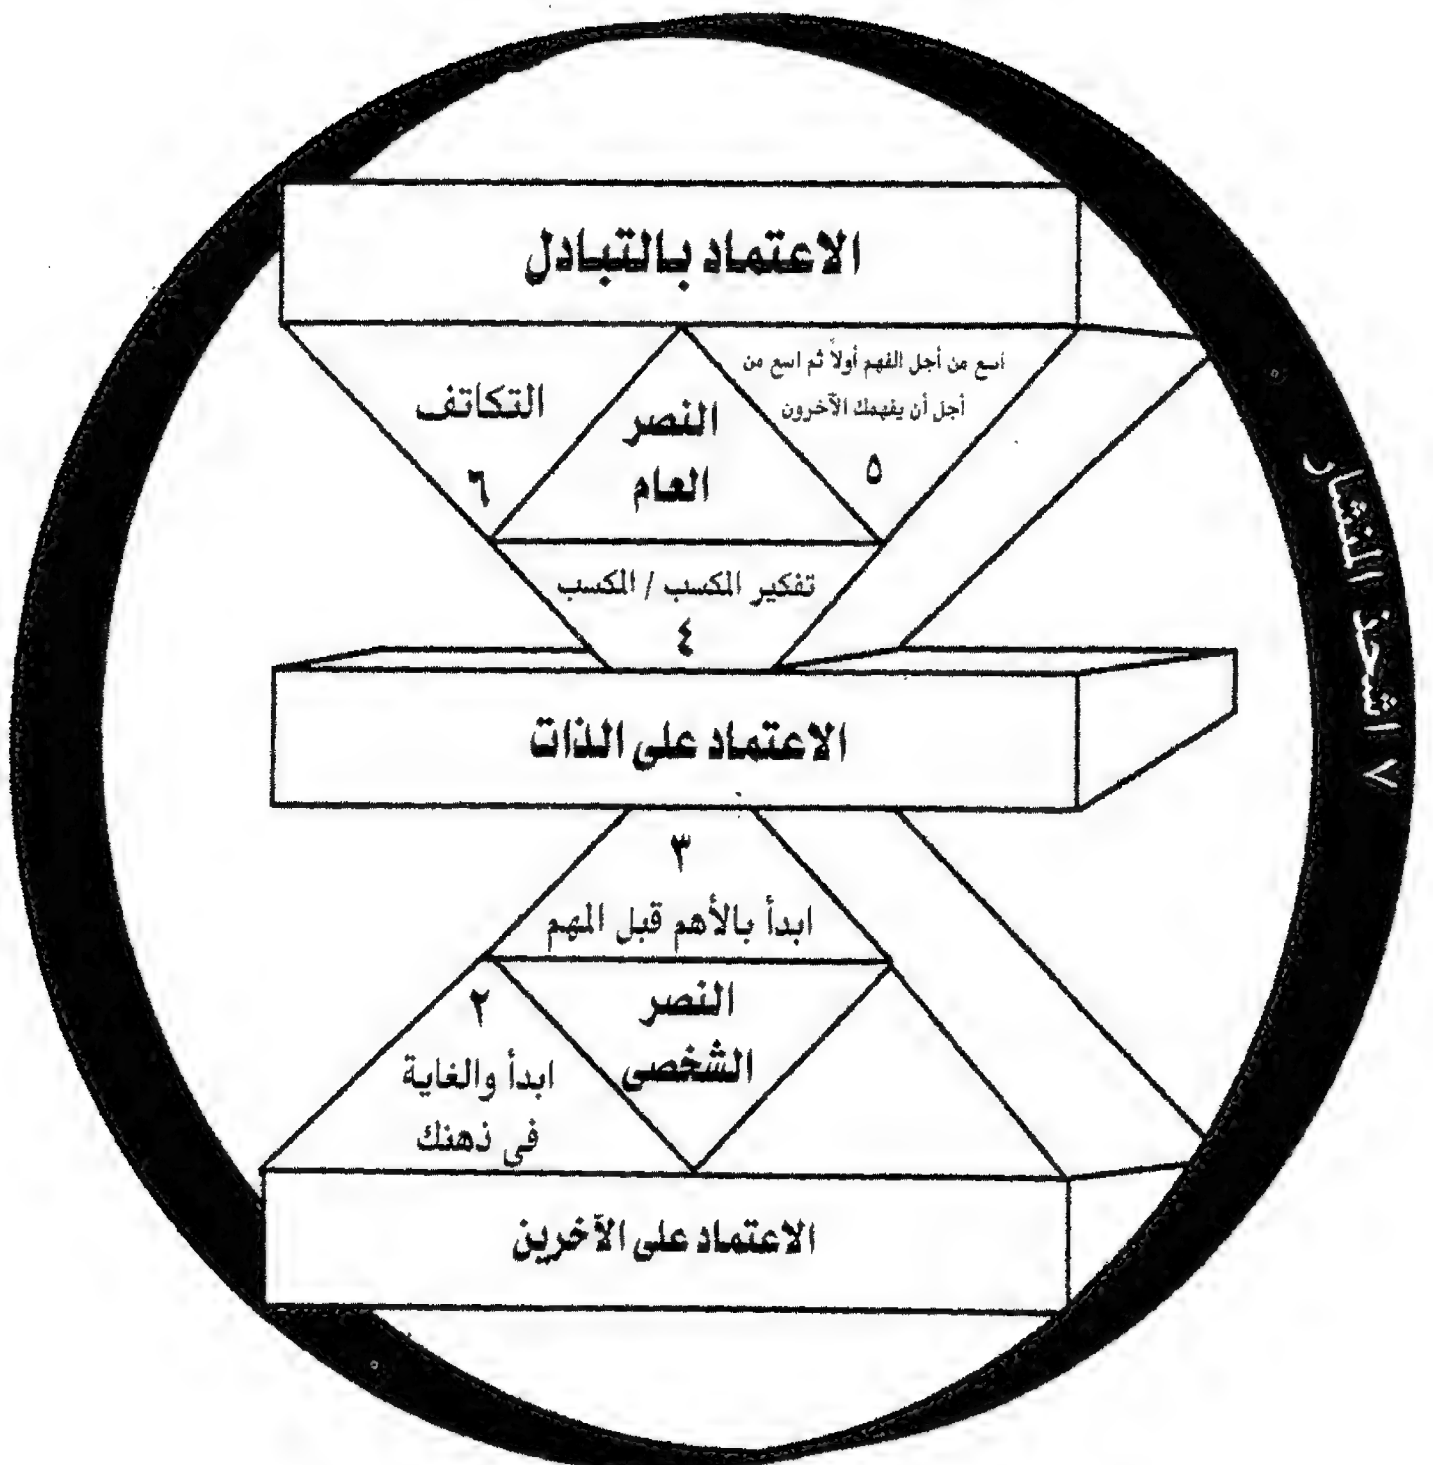 الاعتماد بالتبادل
اسع من أجل الفهم أولاً ثم اسع من
أجل أن يفهمك الآخرون
٥
النصر
العام
التكاتف
٦
تفكير المكسب / المكسب
٤
الاعتماد على الذات
٣
ابدأ بالأهم قبل المهم
النصر
الشخصى
٢
ابدأ والغاية
فى ذهنك
الاعتماد على الآخرين
٧ اشحذ المنشار